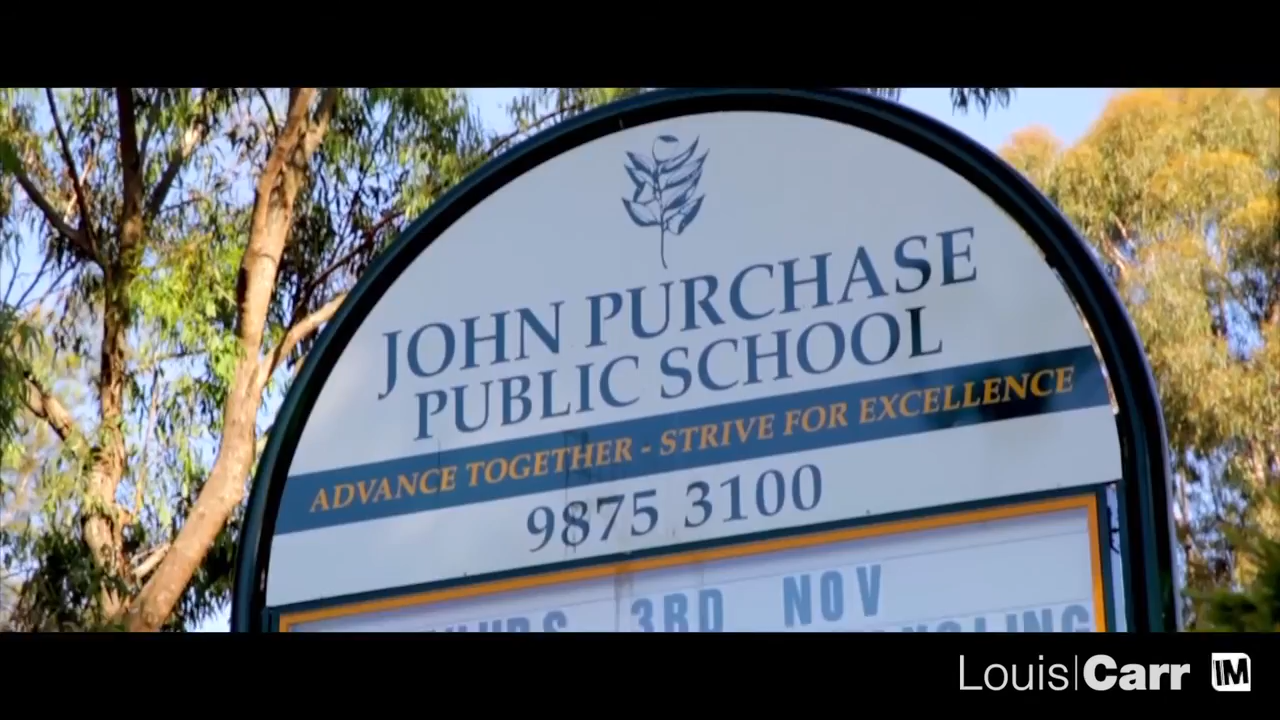 JOHN PURCHASE
PUBLIC SCHOOL
ADVANCE TOGETHER - STRIVE FOR EXCELLENCE
9875 3100
3RD NOV
Louis|Carr IM